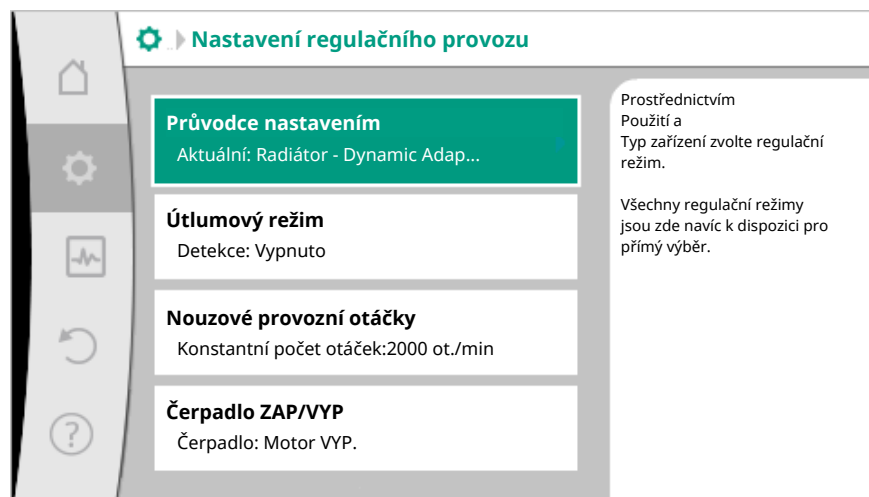 Nastavení regulačního provozu
Průvodce nastavením
Aktuální: Radiátor - Dynamic Adap...
Útlumový režim
Detekce: Vypnuto
Nouzové provozní otáčky
Konstantní počet otáček:2000 ot./min
Čerpadlo ZAP/VYP
Čerpadlo: Motor VYP.
Prostřednictvím
Použití a
Typ zařízení zvolte regulační
režim.
Všechny regulační režimy
jsou zde navíc k dispozici pro
přímý výběr.